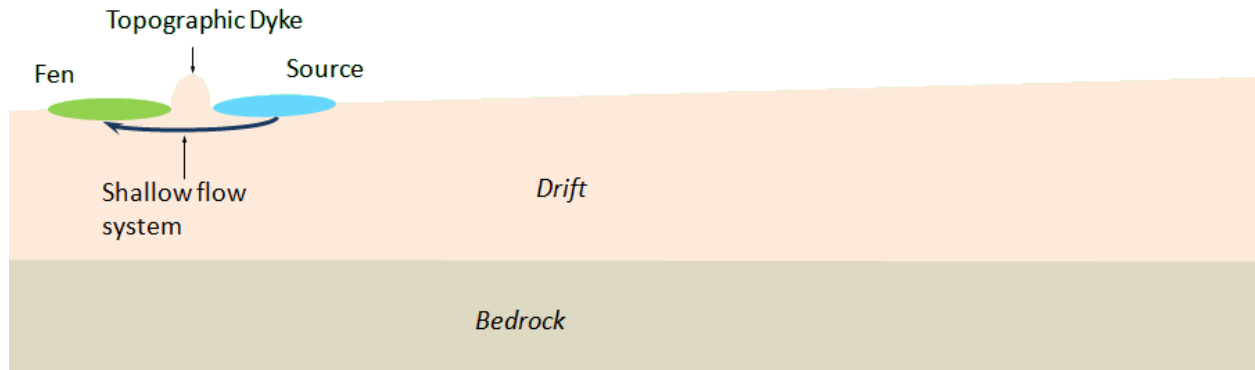 Topographic Dyke
Fen
Source
Shallow flow
system
Drift
Bedrock